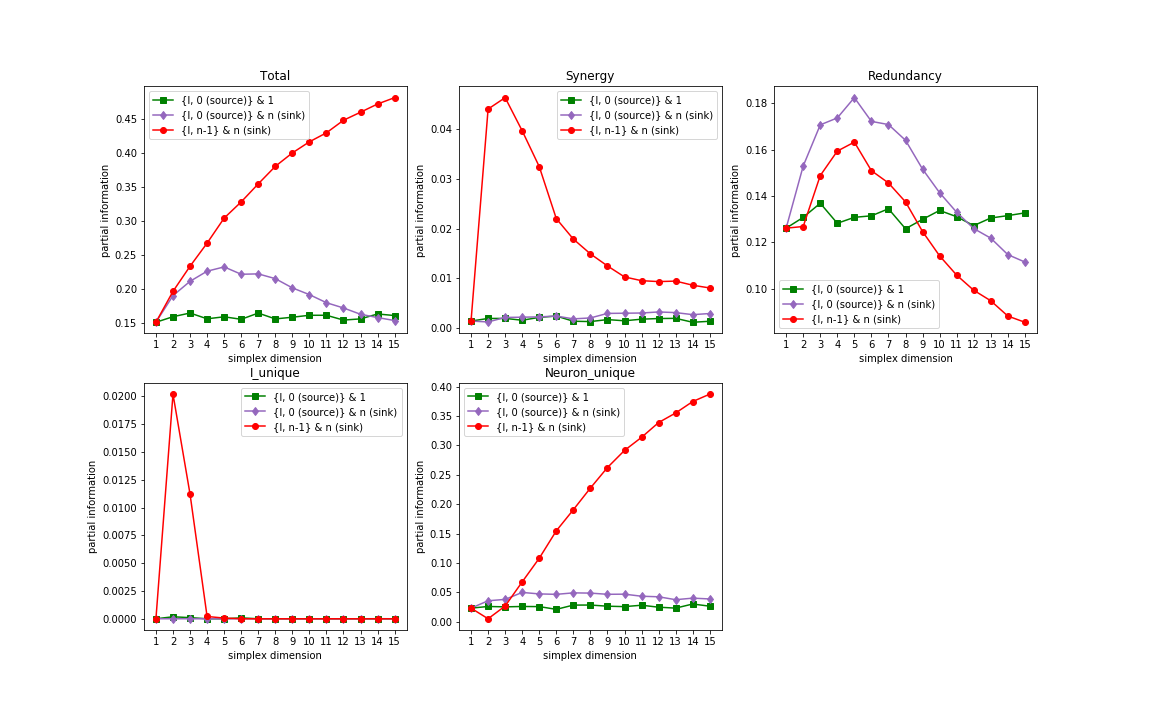 Total
{I, 0 (source)} & 1
{I, 0 (source)} & n (sink)
{I, n-1} & n (sink)
partial information
0.45
0.40
0.35
0.30
0.25
0.20
0.15
1 2 3 4 5 6 7 8 9 10 11 12 13 14 15
simplex dimension
Synergy
{I, 0 (source)} & 1
{I, 0 (source)} & n (sink)
{I, n-1} & n (sink)
partial information
0.04
0.03
0.02
0.01
0.00
1 2 3 4 5 6 7 8 9 10 11 12 13 14 15
simplex dimension
Redundancy
partial information
0.18
0.16
0.14
0.12
0.10
{I, 0 (source)} & 1
{I, 0 (source)} & n (sink)
{I, n-1} & n (sink)
1 2 3 4 5 6 7 8 9 10 11 12 13 14 15
simplex dimension
I_unique
{I, 0 (source)} & 1
{I, 0 (source)} & n (sink)
{I, n-1} & n (sink)
partial information
0.0200
0.0175
0.0150
0.0125
0.0100
0.0075
0.0050
0.0025
0.0000
1 2 3 4 5 6 7 8 9 10 11 12 13 14 15
simplex dimension
Neuron_unique
{I, 0 (source)} & 1
{I, 0 (source)} & n (sink)
{I, n-1} & n (sink)
partial information
0.40
0.35
0.30
0.25
0.20
0.15
0.10
0.05
0.00
1 2 3 4 5 6 7 8 9 10 11 12 13 14 15
simplex dimension